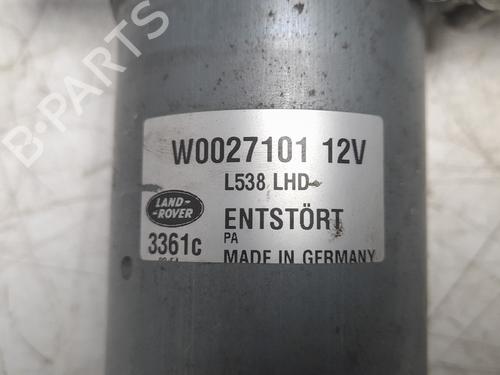 B-PARTS
W0027101 12V
L538 LHD
LAND-
ROVER
ENTSTÖRT
3361c
PA
MADE IN GERMANY